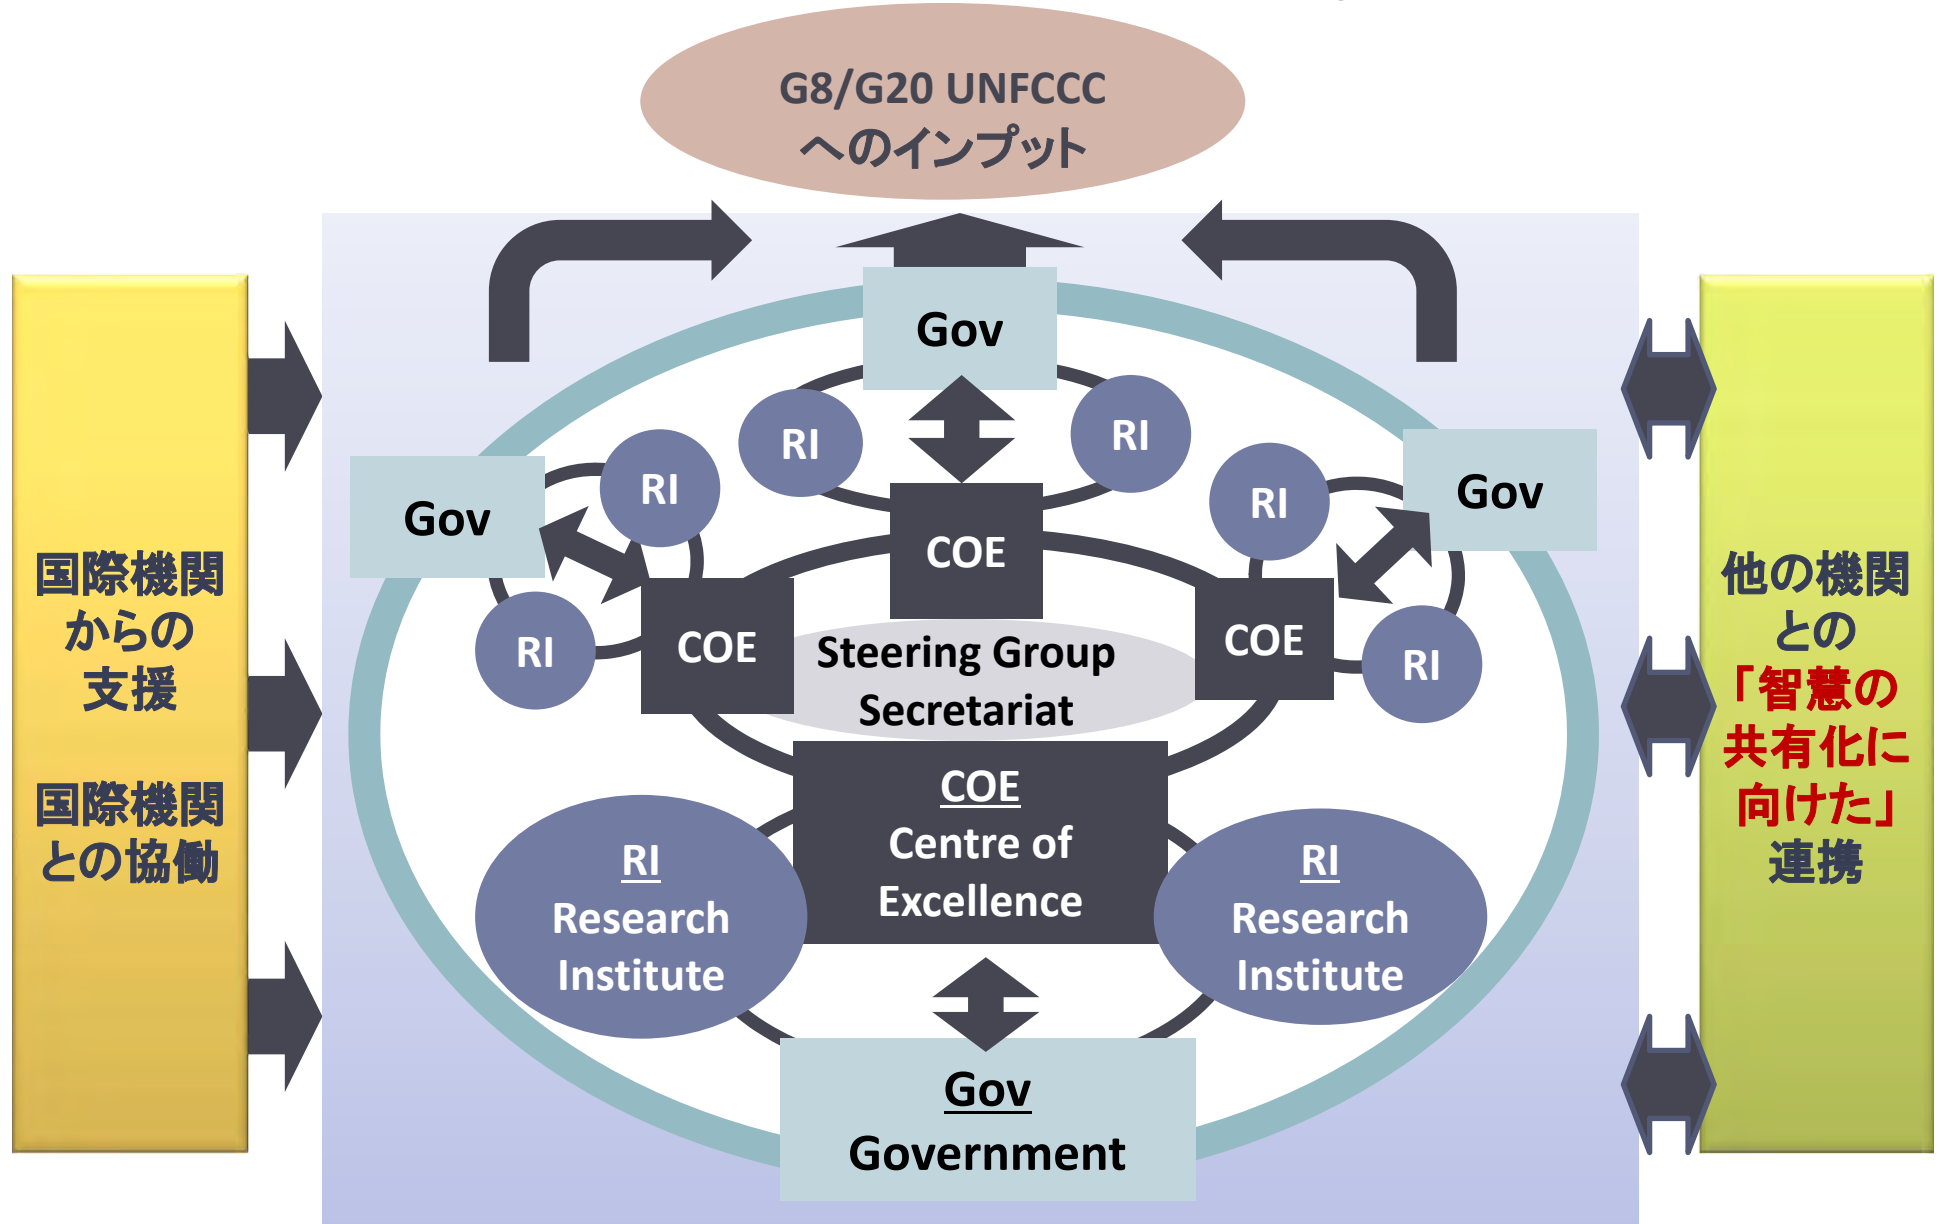 G8/G20 UNFCCC
へのインプット
Gov
RI
RI
RI
RI
Gov
Gov
COE
RI
COE
COE
RI
Steering Group
Secretariat
COE
Centre of
Excellence
RI
Research
Institute
RI
Research
Institute
Gov
Government
国際機関
からの
支援
国際機関
との協働
他の機関
との
「智慧の
共有化に
向けた」
連携